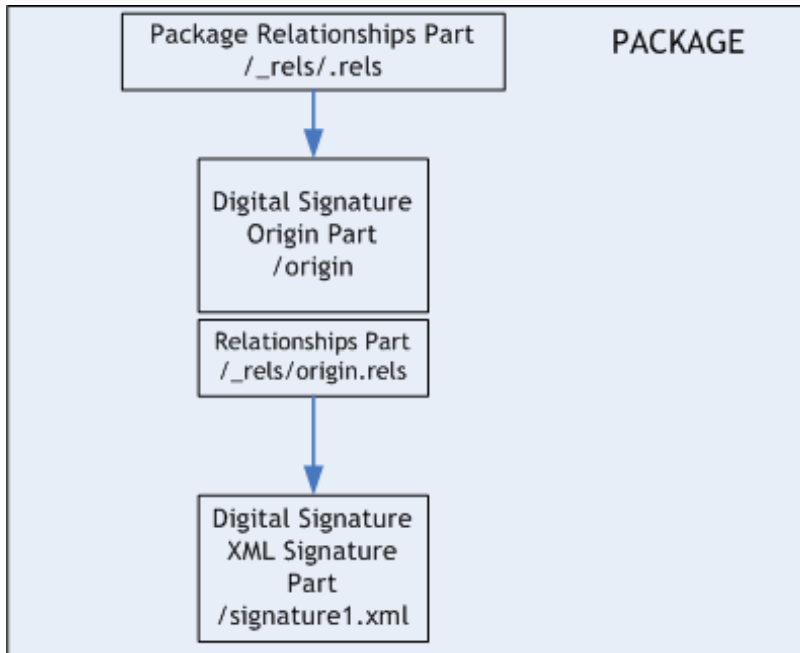 Package Relationships Part
/_rels/.rels
PACKAGE
Digital Signature
Origin Part
/origin
Relationships Part
/_rels/origin.rels
Digital Signature
XML Signature
Part
/signature1.xml